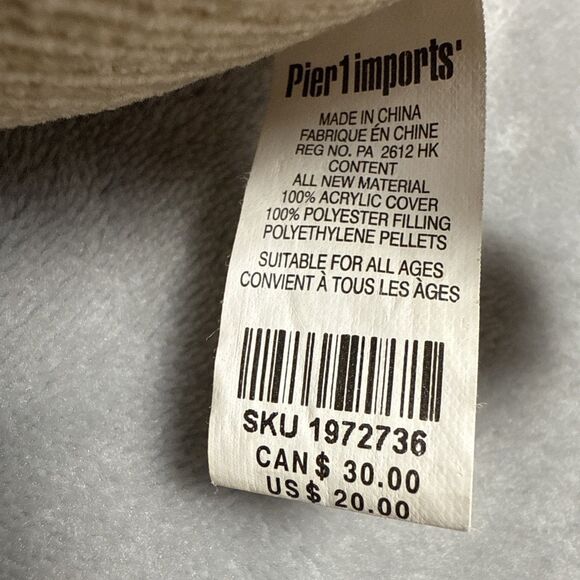 Pier1imports'
MADE IN CHINA
FABRIQUE ÉN CHINE
REG NO. PA 2612 HK
CONTENT
ALL NEW MATERIAL
100% ACRYLIC COVER
100% POLYESTER FILLING
POLYETHYLENE PELLETS
SUITABLE FOR ALL AGES
CONVIENT À TOUS LES ÀGES
SKU 1972736
CAN$ 30.00
US$ 20.00